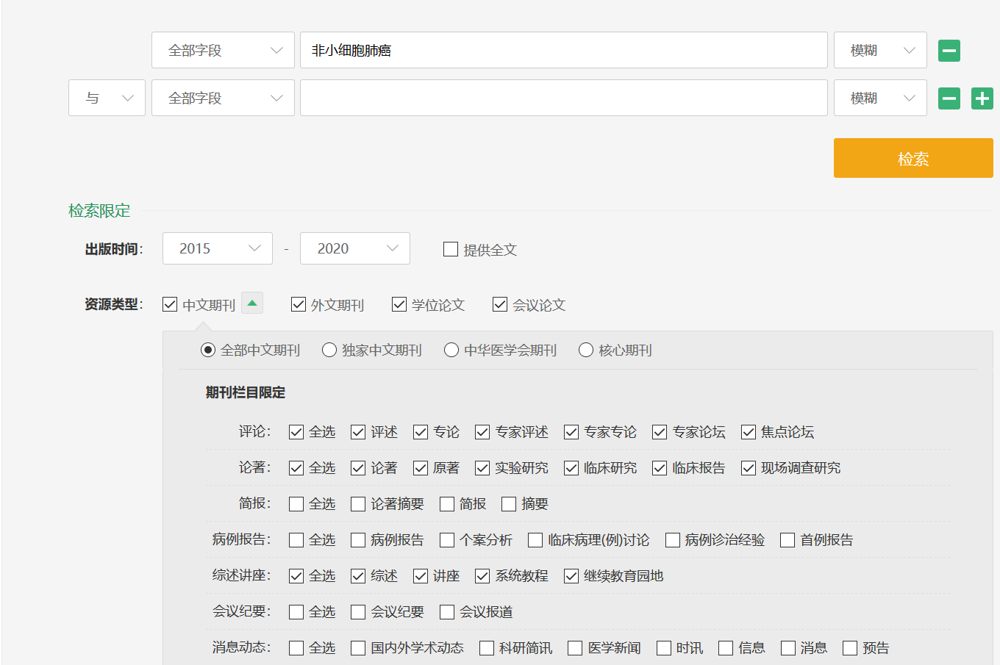 全部字段 非小细胞肺癌 模糊
与 全部字段 模糊
检索
检索限定
出版时间： 2015 - 2020 提供全文
资源类型： 中文期刊 外文期刊 学位论文 会议论文
全部中文期刊 独家中文期刊 中华医学会期刊 核心期刊
期刊栏目限定
评论： 全选 评述 专论 专家评述 专家专论 专家论坛 焦点论坛
论著： 全选 论著 原著 实验研究 临床研究 临床报告 现场调查研究
简报： 全选 论著摘要 简报 摘要
病例报告： 全选 病例报告 个案分析 临床病理(例)讨论 病例诊治经验 首例报告
综述讲座： 全选 综述 讲座 系统教程 继续教育园地
会议纪要： 全选 会议纪要 会议报道
消息动态： 全选 国内外学术动态 科研简讯 医学新闻 时讯 信息 消息 预告